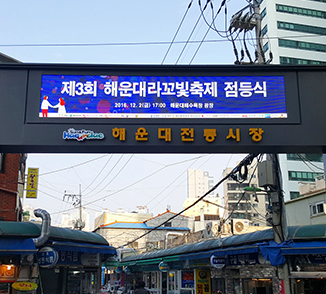 제3회 해운대라꼬빛축제 점등식
2016. 12. 2(금) 17:00 해운대해수욕장 광장
해운대전통시장